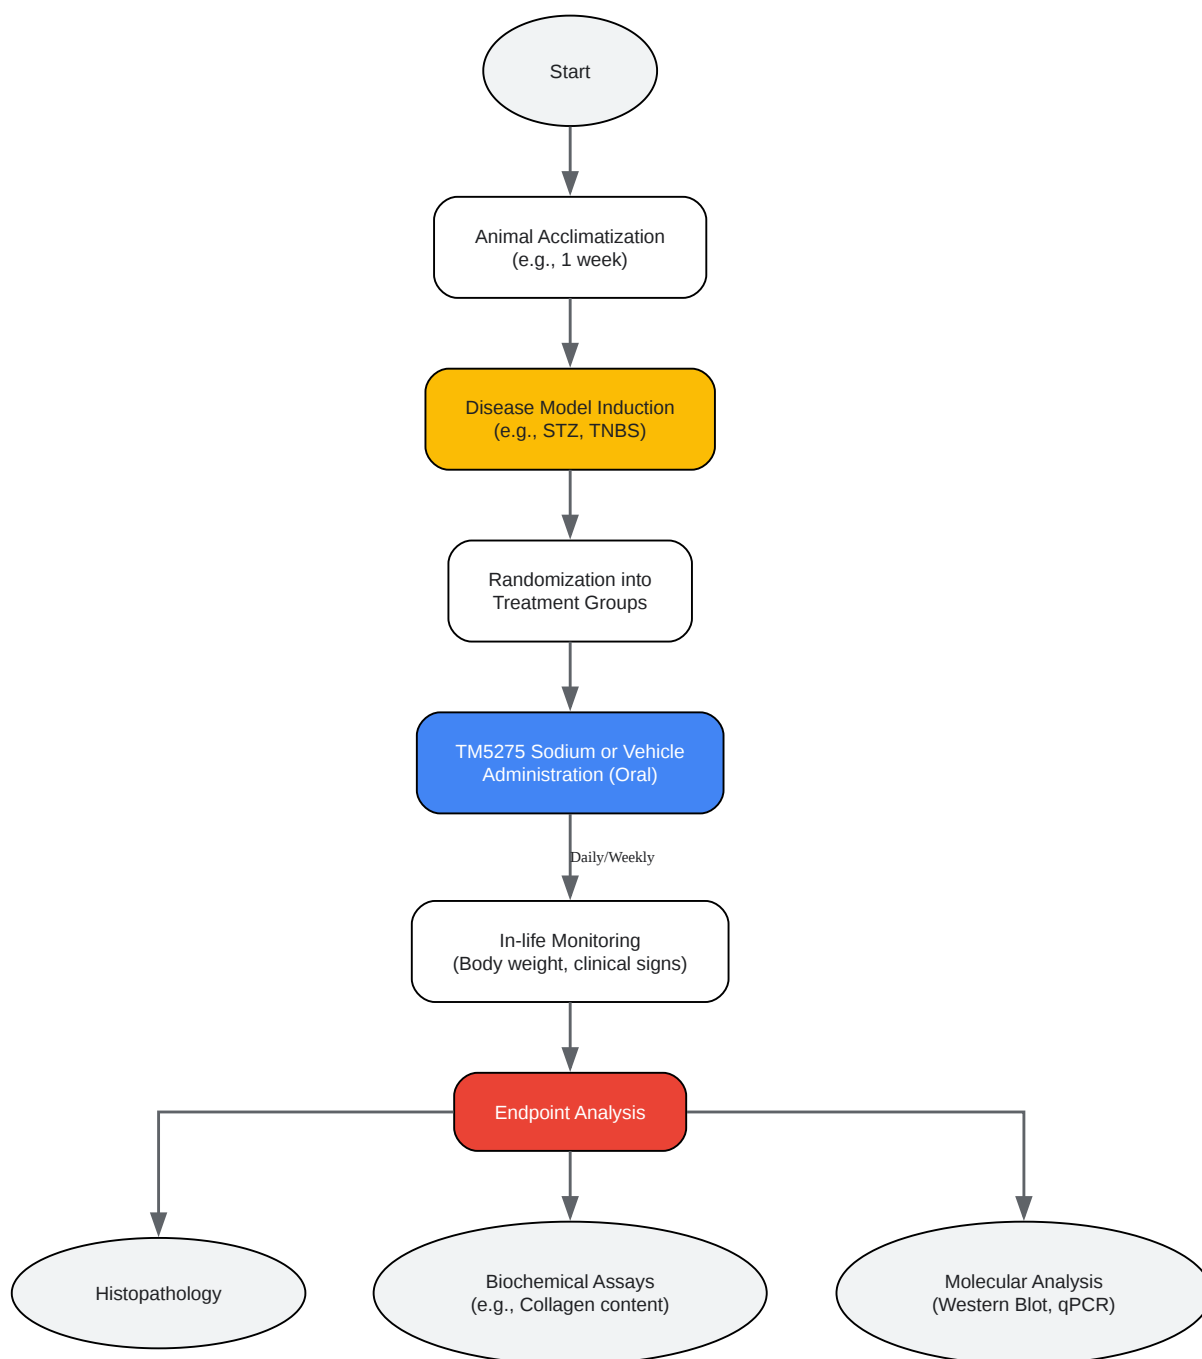 Start
Animal Acclimatization
(e.g., 1 week)
Disease Model Induction
(e.g., STZ, TNBS)
Randomization into
Treatment Groups
TM5275 Sodium or Vehicle
Administration (Oral)
Daily/Weekly
In-life Monitoring
(Body weight, clinical signs)
Endpoint Analysis
Histopathology
Biochemical Assays
(e.g., Collagen content)
Molecular Analysis
(Western Blot, qPCR)